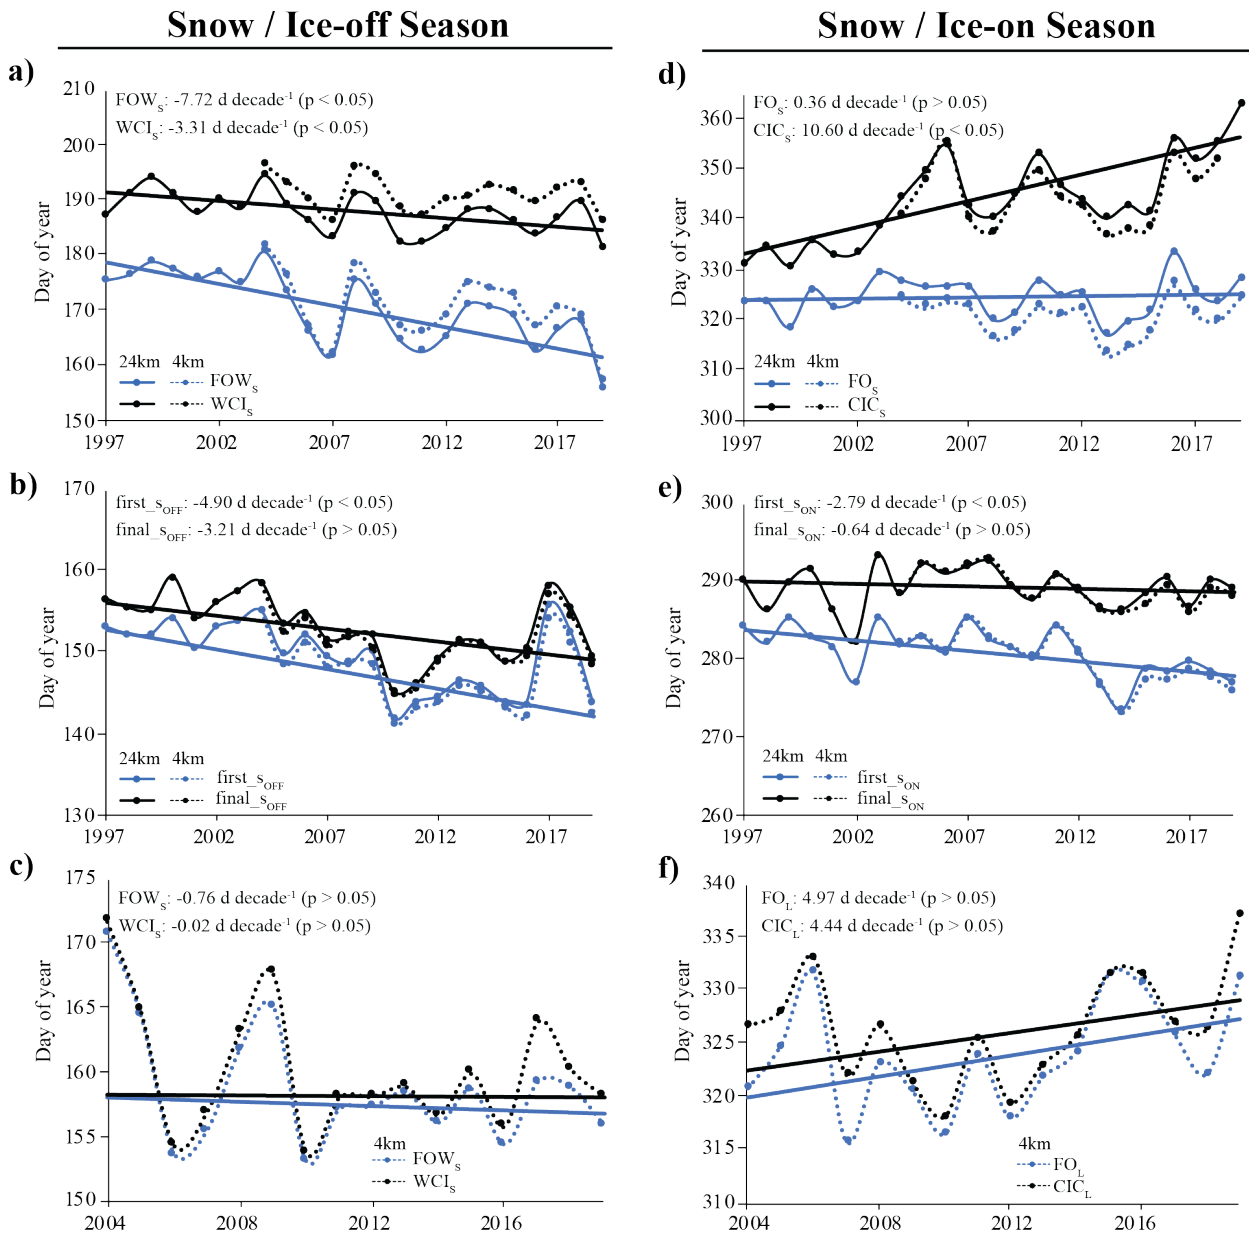 Snow / Ice-off Season
Snow / Ice-on Season
a)
210
200
190
180
170
160
150
Day of year
FOWS: -7.72 d decade-1 (p < 0.05)
WCIS: -3.31 d decade-1 (p < 0.05)
24km 4km
FOWS
WCIS
1997 2002 2007 2012 2017
d)
360
350
340
330
320
310
300
Day of year
FOS: 0.36 d decade-1 (p > 0.05)
CICS: 10.60 d decade-1 (p < 0.05)
24km 4km
FOS
CICS
1997 2002 2007 2012 2017
b)
170
160
150
140
130
Day of year
first_sOFF: -4.90 d decade-1 (p < 0.05)
final_sOFF: -3.21 d decade-1 (p > 0.05)
24km 4km
first_sOFF
final_sOFF
1997 2002 2007 2012 2017
e)
300
290
280
270
260
Day of year
first_sON: -2.79 d decade-1 (p < 0.05)
final_sON: -0.64 d decade-1 (p > 0.05)
24km 4km
first_sON
final_sON
1997 2002 2007 2012 2017
c)
175
170
165
160
155
150
Day of year
FOWS: -0.76 d decade-1 (p > 0.05)
WCIS: -0.02 d decade-1 (p > 0.05)
4km
FOWS
WCIS
2004 2008 2012 2016
f)
340
335
330
325
320
315
310
Day of year
FOL: 4.97 d decade-1 (p > 0.05)
CICL: 4.44 d decade-1 (p > 0.05)
4km
FOL
CICL
2004 2008 2012 2016